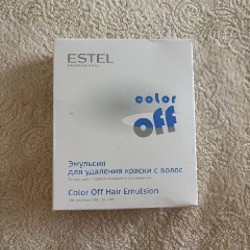 ESTEL
color
off
Эмульсия
для удаления краски с волос
Color Off Hair Emulsion